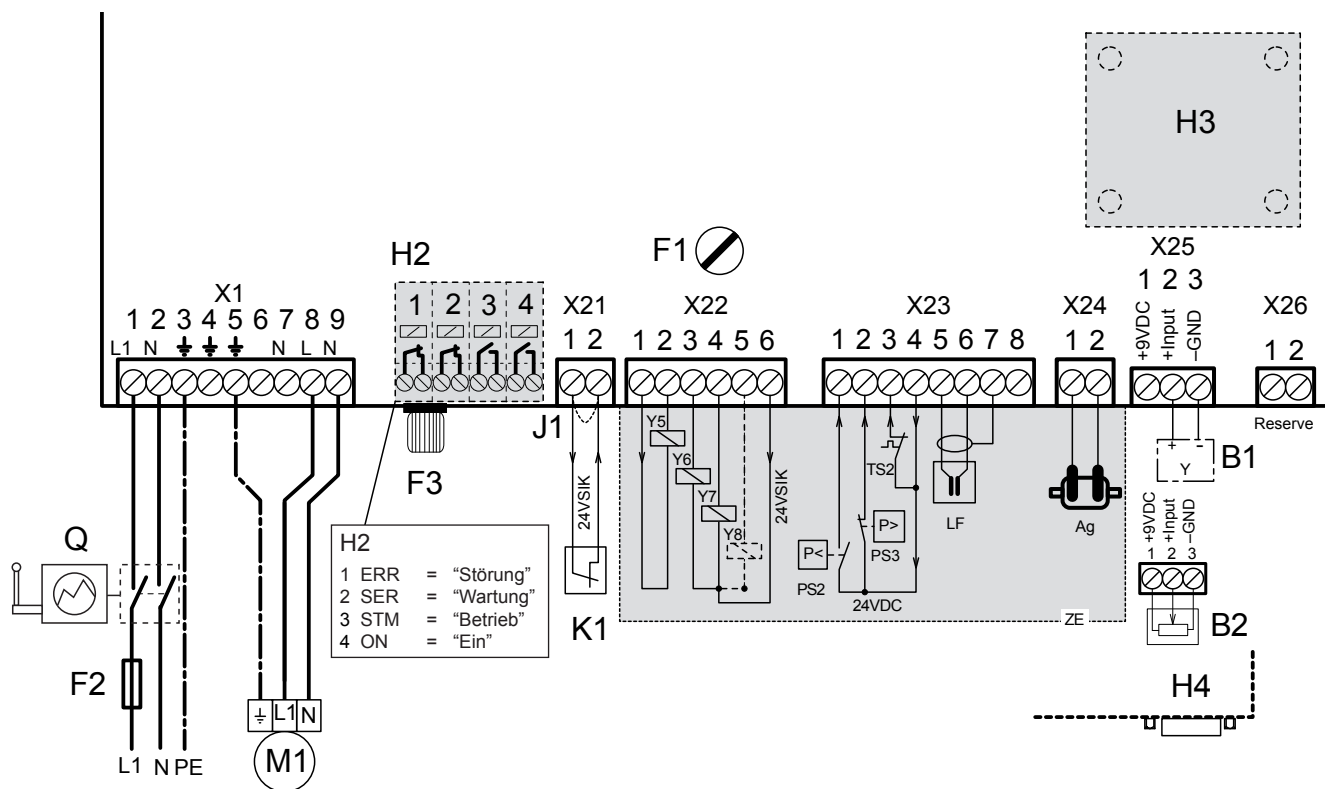 H3
H2
F1
X25
1 2 3
+9VDC
+Input
–GND
X1
1 2 3 4 5 6 7 8 9
L1 N N L N
1 2 3 4
X21
1 2
X22
1 2 3 4 5 6
X23
1 2 3 4 5 6 7 8
X24
1 2
X26
1 2
Reserve
J1
F3
24VSIK
K1
Y5
Y6
Y7
Y8
24VSIK
TS2
P<
PS2
P>
PS3
24VDC
LF
Ag
ZE
+ -
Y
B1
+9VDC
+Input
–GND
1 2 3
B2
H4
H2
1 ERR = “Störung”
2 SER = “Wartung”
3 STM = “Betrieb”
4 ON = “Ein”
Q
F2
L1 N PE
L1 N
M1